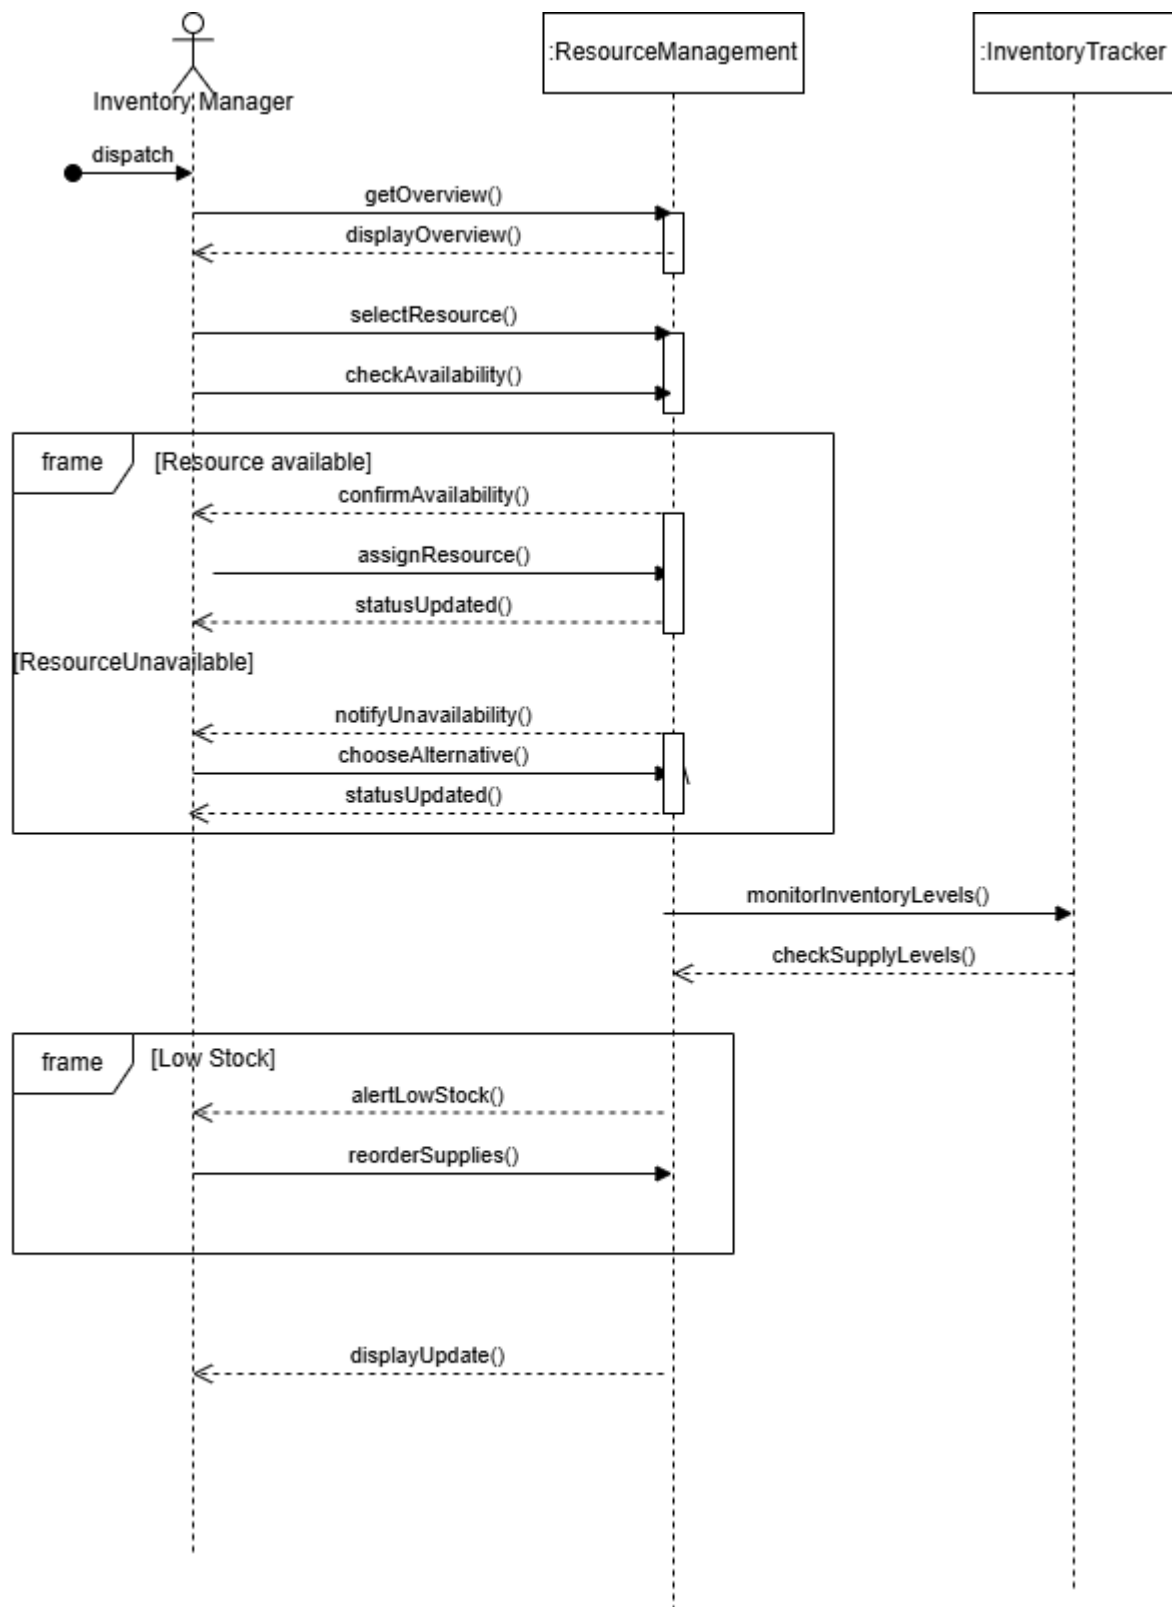 :ResourceManagement
:InventoryTracker
Inventory Manager
dispatch
getOverview()
displayOverview()
selectResource()
checkAvailability()
frame
[Resource available]
confirmAvailability()
assignResource()
statusUpdated()
[ResourceUnavailable]
notifyUnavailability()
chooseAlternative()
statusUpdated()
monitorInventoryLevels()
checkSupplyLevels()
frame
[Low Stock]
alertLowStock()
reorderSupplies()
displayUpdate()